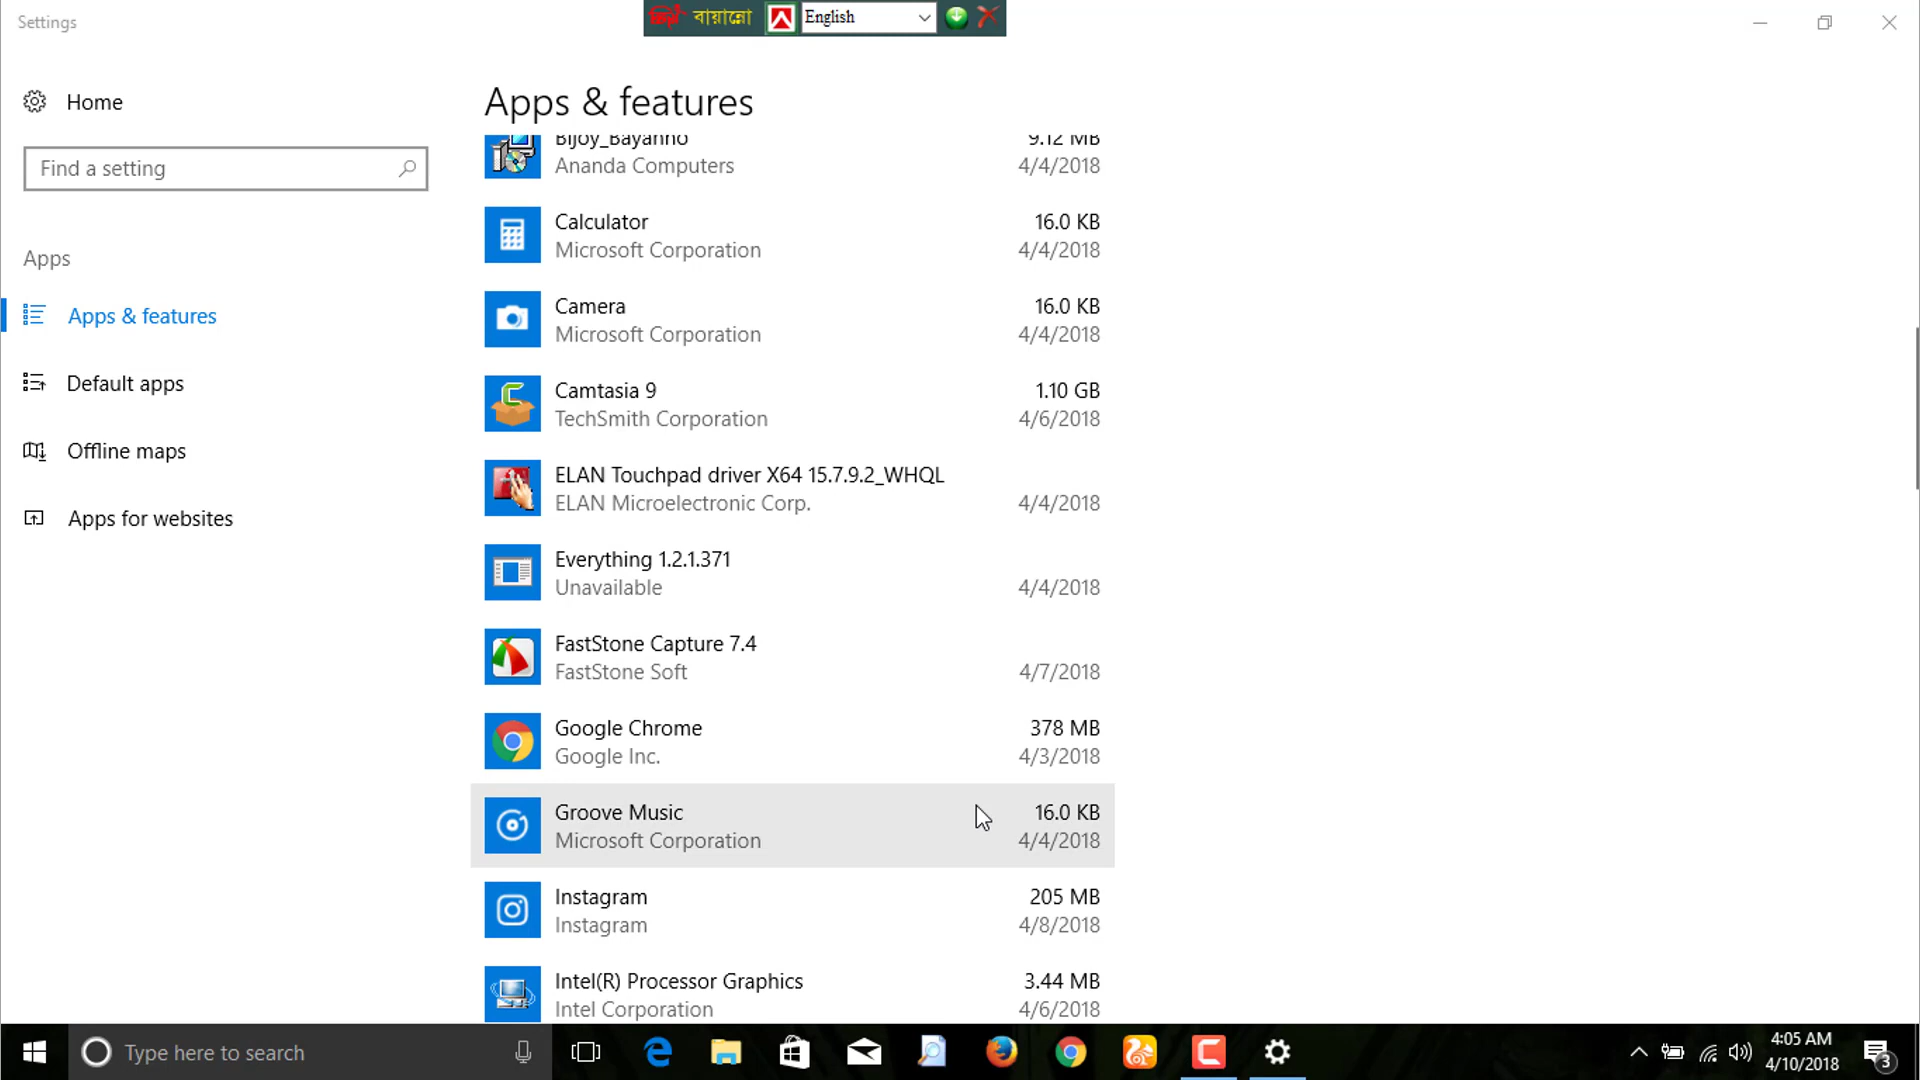 Settings
বায়ান্নো
English
Home
Find a setting
Apps
Apps & features
Default apps
Offline maps
Apps for websites
Apps & features
Bijoy_Bayanno 9.12 MB
Ananda Computers 4/4/2018
Calculator 16.0 KB
Microsoft Corporation 4/4/2018
Camera 16.0 KB
Microsoft Corporation 4/4/2018
Camtasia 9 1.10 GB
TechSmith Corporation 4/6/2018
ELAN Touchpad driver X64 15.7.9.2_WHQL
ELAN Microelectronic Corp. 4/4/2018
Everything 1.2.1.371
Unavailable 4/4/2018
FastStone Capture 7.4
FastStone Soft 4/7/2018
Google Chrome 378 MB
Google Inc. 4/3/2018
Groove Music 16.0 KB
Microsoft Corporation 4/4/2018
Instagram 205 MB
Instagram 4/8/2018
Intel(R) Processor Graphics 3.44 MB
Intel Corporation 4/6/2018
Type here to search
4:05 AM
4/10/2018
3